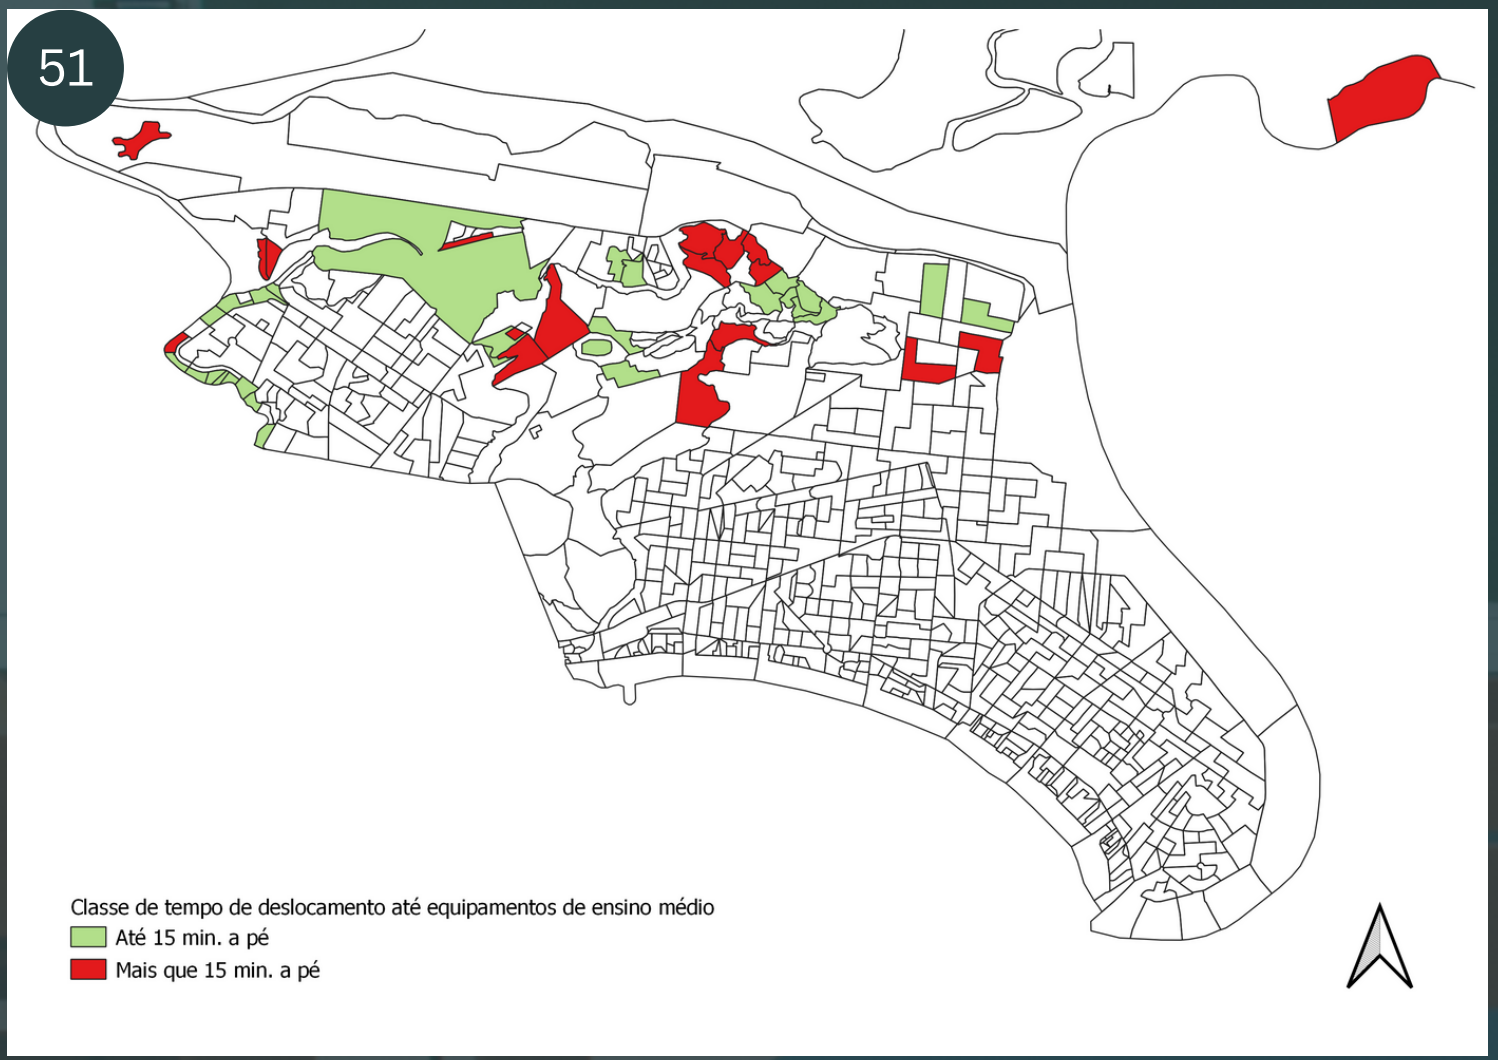 51
Classe de tempo de deslocamento até equipamentos de ensino médio
Até 15 min. a pé
Mais que 15 min. a pé